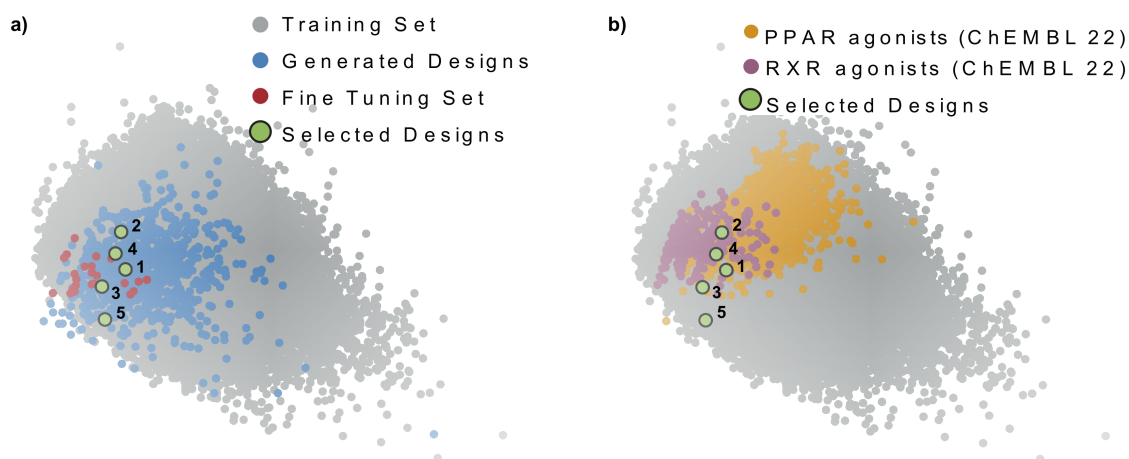 a)
Training Set
Generated Designs
Fine Tuning Set
Selected Designs
2
4
1
3
5
b)
PPAR agonists (ChEMBL 22)
RXR agonists (ChEMBL 22)
Selected Designs
2
4
1
3
5